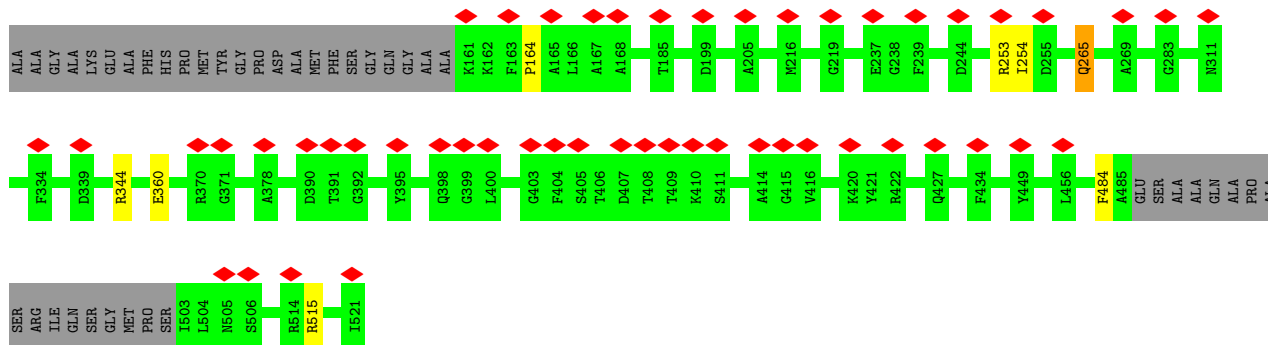 ALA ALA GLY ALA LYS GLU ALA PHE HIS PRO MET TYR GLY PRO ASP ALA MET PHE SER GLY GLN GLY ALA ALA K161 K162 F163 P164 A165 L166 A167 A168 T185 D199 A205 M216 G219 E237 G238 F239 D244 R253 I254 D255 Q265 A269 G283 N311
F334 D339 R344 E360 R370 G371 A378 D390 T391 G392 Y395 Q398 G399 L400 G403 F404 S405 T406 D407 T408 T409 K410 S411 A414 G415 V416 K420 Y421 R422 Q427 F434 Y449 L456 F484 A485 GLU SER ALA ALA GLN ALA PRO ALA
SER ARG ILE GLN SER GLY MET PRO SER I503 L504 N505 S506 R514 R515 I521